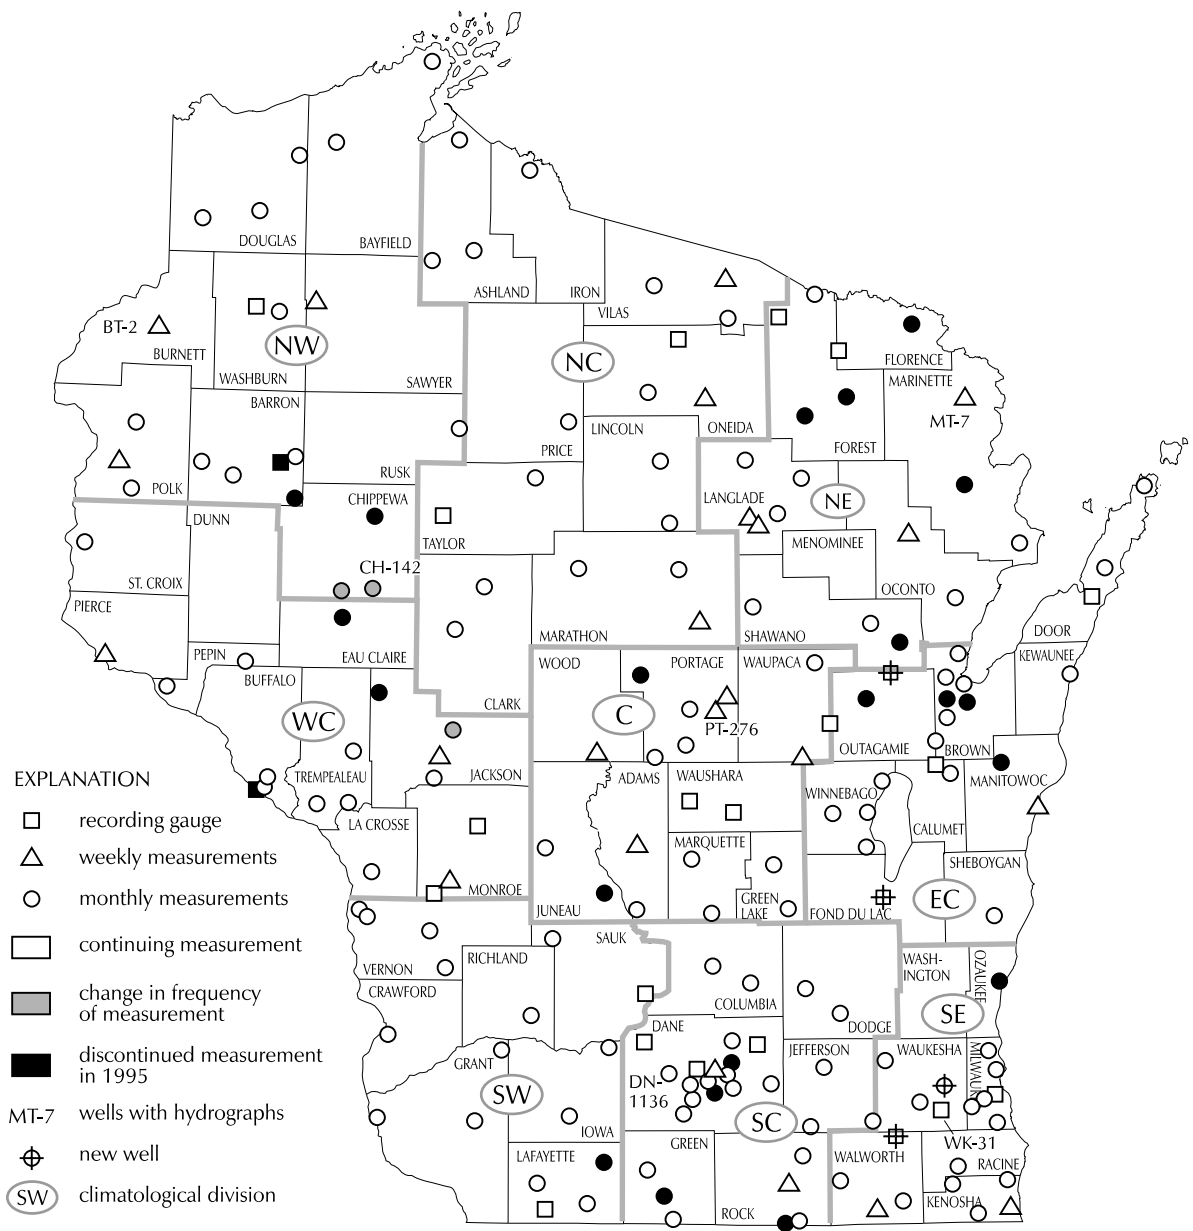 DOUGLAS
BAYFIELD
ASHLAND
IRON
VILAS
BT-2
BURNETT
NW
WASHBURN
SAWYER
NC
FLORENCE
MARINETTE
MT-7
BARRON
LINCOLN
ONEIDA
PRICE
FOREST
RUSK
POLK
CHIPPEWA
LANGLADE
NE
DUNN
TAYLOR
MENOMINEE
CH-142
ST. CROIX
OCONTO
PIERCE
MARATHON
SHAWANO
DOOR
PEPIN
EAU CLAIRE
WOOD
PORTAGE
WAUPACA
KEWAUNEE
BUFFALO
CLARK
WC
C
PT-276
OUTAGAMIE
BROWN
EXPLANATION
TREMPEALEAU
JACKSON
ADAMS
WAUSHARA
MANITOWOC
WINNEBAGO
recording gauge
LA CROSSE
CALUMET
MARQUETTE
weekly measurements
SHEBOYGAN
MONROE
monthly measurements
JUNEAU
GREEN
LAKE
FOND DU LAC
EC
continuing measurement
SAUK
RICHLAND
VERNON
WASH-
INGTON
OZAUKEE
CRAWFORD
change in frequency
of measurement
COLUMBIA
SE
DANE
DODGE
discontinued measurement
in 1995
GRANT
JEFFERSON
WAUKESHA
MILWAUK
DN-
1136
SW
SC
MT-7 wells with hydrographs
IOWA
GREEN
WK-31
new well
LAFAYETTE
WALWORTH
RACINE
SW climatological division
ROCK
KENOSHA